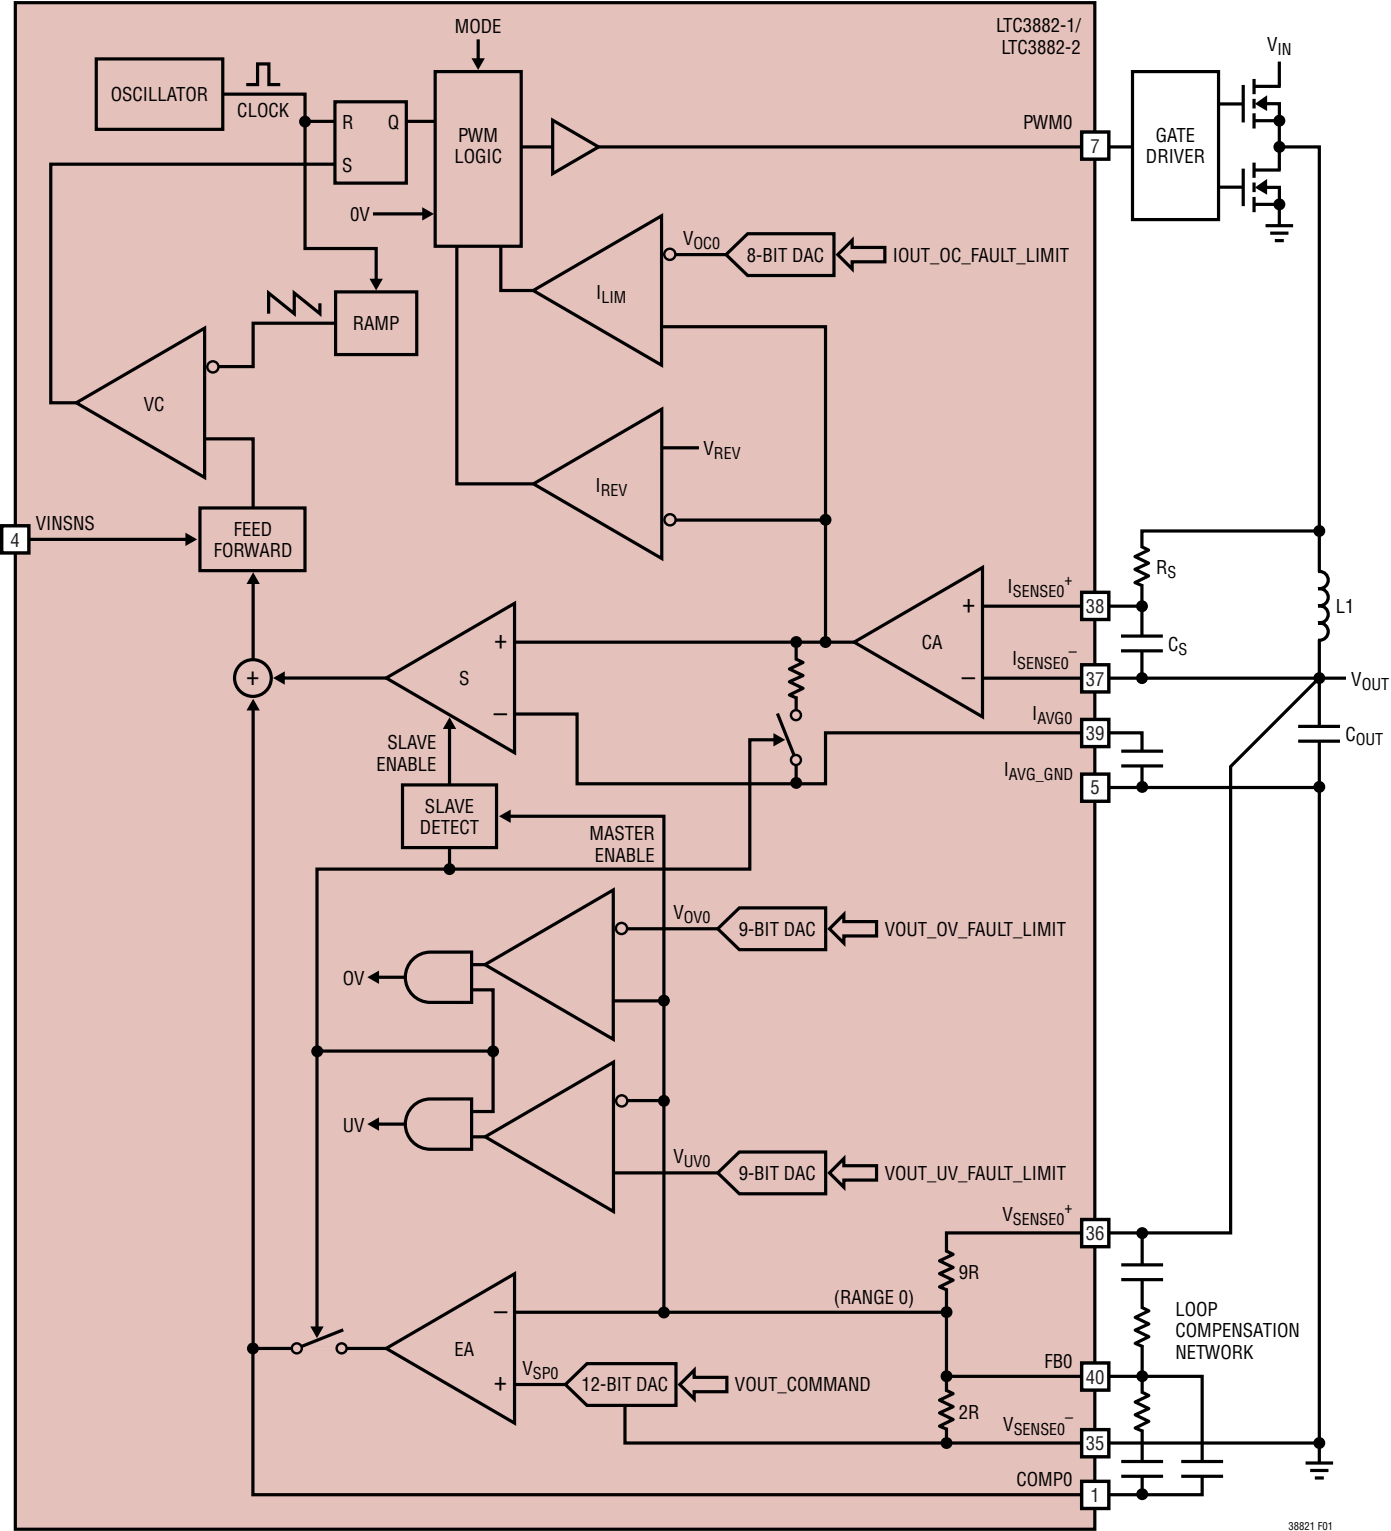 LTC3882-1/
LTC3882-2
MODE
OSCILLATOR
CLOCK
R
Q
S
PWM
LOGIC
0V
PWM0
7
GATE
DRIVER
VIN
VOC0
8-BIT DAC
IOUT_OC_FAULT_LIMIT
ILIM
RAMP
VC
VREV
IREV
4
VINSNS
FEED
FORWARD
ISENSE0+
38
RS
L1
+
CA
−
CS
ISENSE0−
37
VOUT
+
S
−
+
IAVG0
39
COUT
IAVG_GND
5
SLAVE
ENABLE
SLAVE
DETECT
MASTER
ENABLE
VOV0
9-BIT DAC
VOUT_OV_FAULT_LIMIT
OV
UV
VUV0
9-BIT DAC
VOUT_UV_FAULT_LIMIT
VSENSE0+
36
9R
(RANGE 0)
LOOP
COMPENSATION
NETWORK
−
EA
+
VSP0
12-BIT DAC
VOUT_COMMAND
FB0
40
2R
VSENSE0−
35
COMP0
1
38821 F01